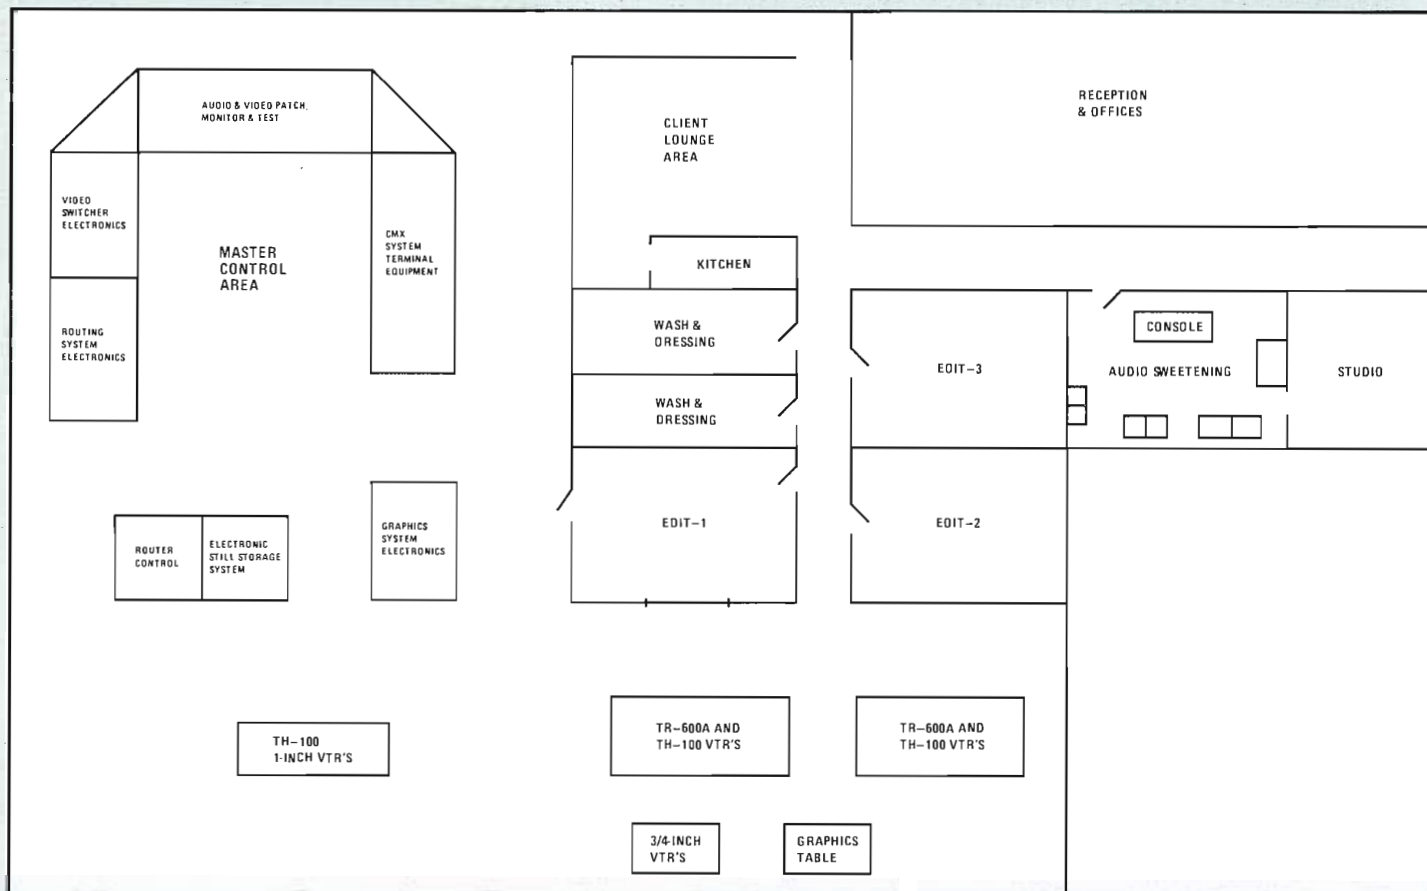 AUDIO & VIDEO PATCH,
MONITOR & TEST
VIDEO
SWITCHER
ELECTRONICS
MASTER
CONTROL
AREA
CMX
SYSTEM
TERMINAL
EQUIPMENT
ROUTING
SYSTEM
ELECTRONICS
CLIENT
LOUNGE
AREA
RECEPTION
& OFFICES
KITCHEN
WASH &
DRESSING
WASH &
DRESSING
EDIT-3
CONSOLE
AUDIO SWEETENING
STUDIO
ROUTER
CONTROL
ELECTRONIC
STILL STORAGE
SYSTEM
GRAPHICS
SYSTEM
ELECTRONICS
EDIT-1
EDIT-2
TH-100
1-INCH VTR'S
TR-600A AND
TH-100 VTR'S
TR-600A AND
TH-100 VTR'S
3/4-INCH
VTR'S
GRAPHICS
TABLE